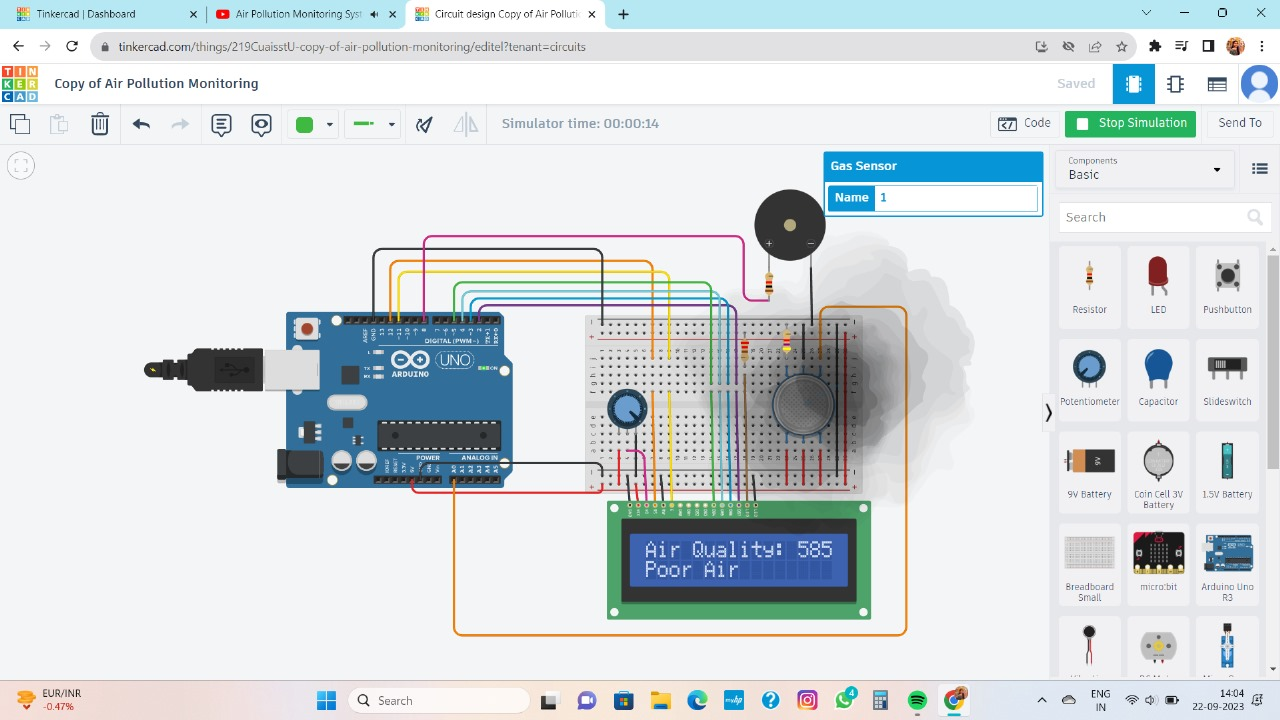 Tinkercad | Dashboard
Air Pollution Monitoring Syst
Circuit design Copy of Air Pollutio
tinkercad.com/things/219CuaisstU-copy-of-air-pollution-monitoring/editel?tenant=circuits
TINKERCAD
Copy of Air Pollution Monitoring
Saved
Simulator time: 00:00:14
Code
Stop Simulation
Send To
Gas Sensor
Name 1
Components
Basic
Search
Resistor
LED
Pushbutton
Potentiometer
Capacitor
Slideswitch
9V Battery
Coin Cell 3V Battery
1.5V Battery
Breadboard Small
micro:bit
Arduino Uno R3
DIGITAL (PWM~)
UNO
ARDUINO
ON
POWER
ANALOG IN
Air Quality: 585
Poor Air
EUR/INR
-0.47%
Search
4
ENG
IN
14:04
22-09-2023